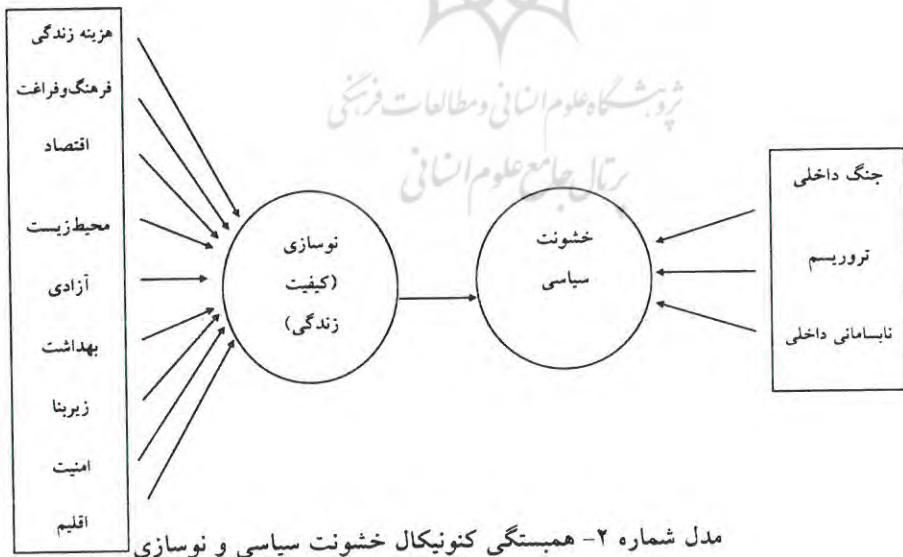 هزینه زندگی
فرهنگ‌وفراغت
اقتصاد
محیط‌زیست
آزادی
بهداشت
زیربنا
امنیت
اقلیم
نوسازی
(کیفیت
زندگی)
خشونت
سیاسی
جنگ داخلی
تروریسم
نابسامانی داخلی
پژوهشگاه علوم انسانی و مطالعات فرهنگی
پرتال جامع علوم انسانی
مدل شماره ۲- همبستگی کنونیکال خشونت سیاسی و نوسازی